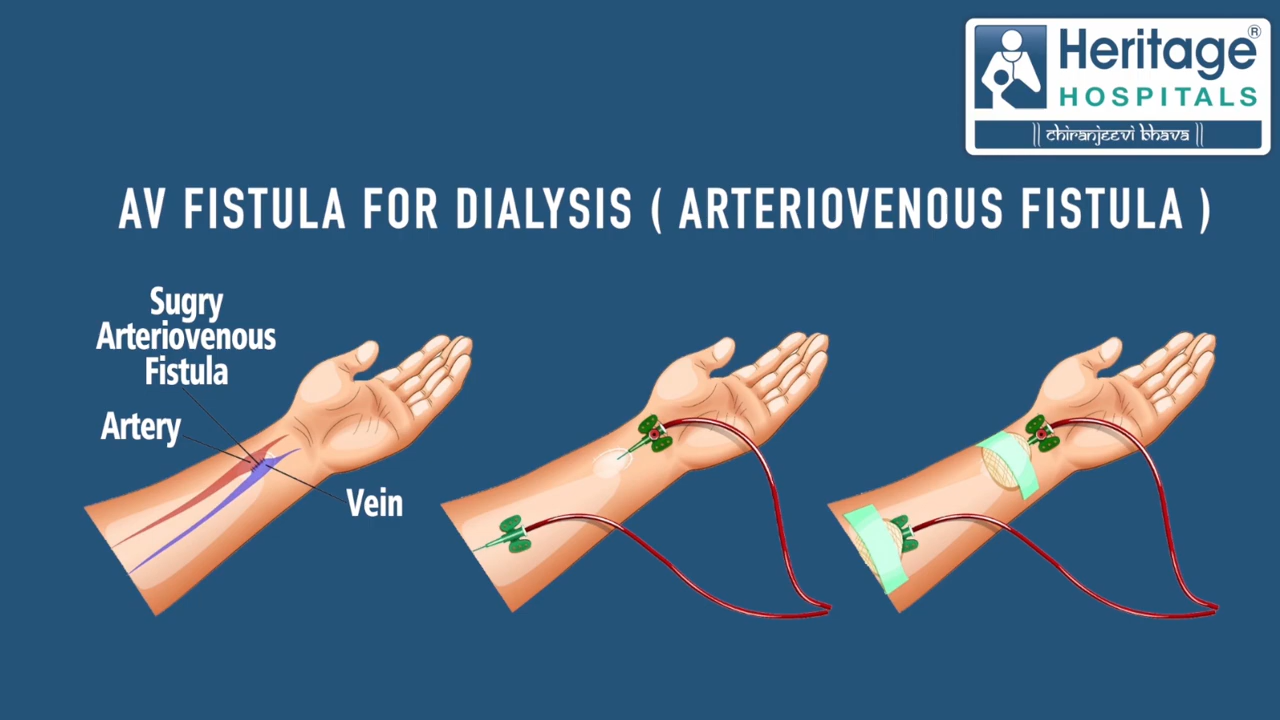 Heritage®
HOSPITALS
|| chiranjeevi bhava ||
AV FISTULA FOR DIALYSIS ( ARTERIOVENOUS FISTULA )
Sugry
Arteriovenous
Fistula
Artery
Vein